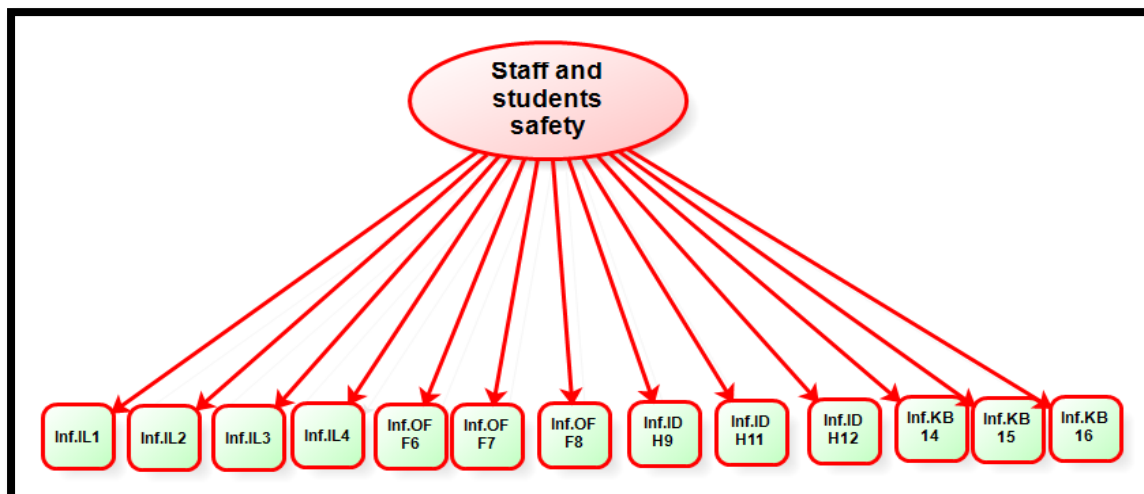 Staff and
students
safety
Inf.IL1
Inf.IL2
Inf.IL3
Inf.IL4
Inf.OF
F6
Inf.OF
F7
Inf.OF
F8
Inf.ID
H9
Inf.ID
H11
Inf.ID
H12
Inf.KB
14
Inf.KB
15
Inf.KB
16